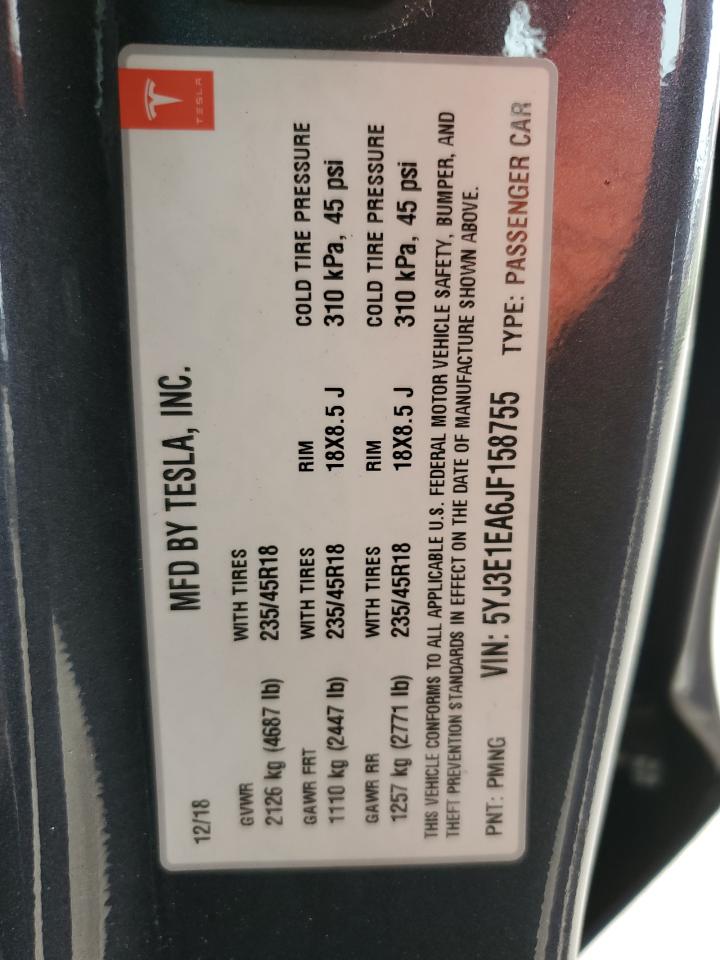 TESLA
MFD BY TESLA, INC.
12/18
GVWR WITH TIRES
2126 kg (4687 lb) 235/45R18
GAWR FRT WITH TIRES RIM COLD TIRE PRESSURE
1110 kg (2447 lb) 235/45R18 18X8.5 J 310 kPa, 45 psi
GAWR RR WITH TIRES RIM COLD TIRE PRESSURE
1257 kg (2771 lb) 235/45R18 18X8.5 J 310 kPa, 45 psi
THIS VEHICLE CONFORMS TO ALL APPLICABLE U.S. FEDERAL MOTOR VEHICLE SAFETY, BUMPER, AND
THEFT PREVENTION STANDARDS IN EFFECT ON THE DATE OF MANUFACTURE SHOWN ABOVE.
PNT: PMNG VIN: 5YJ3E1EA6JF158755 TYPE: PASSENGER CAR